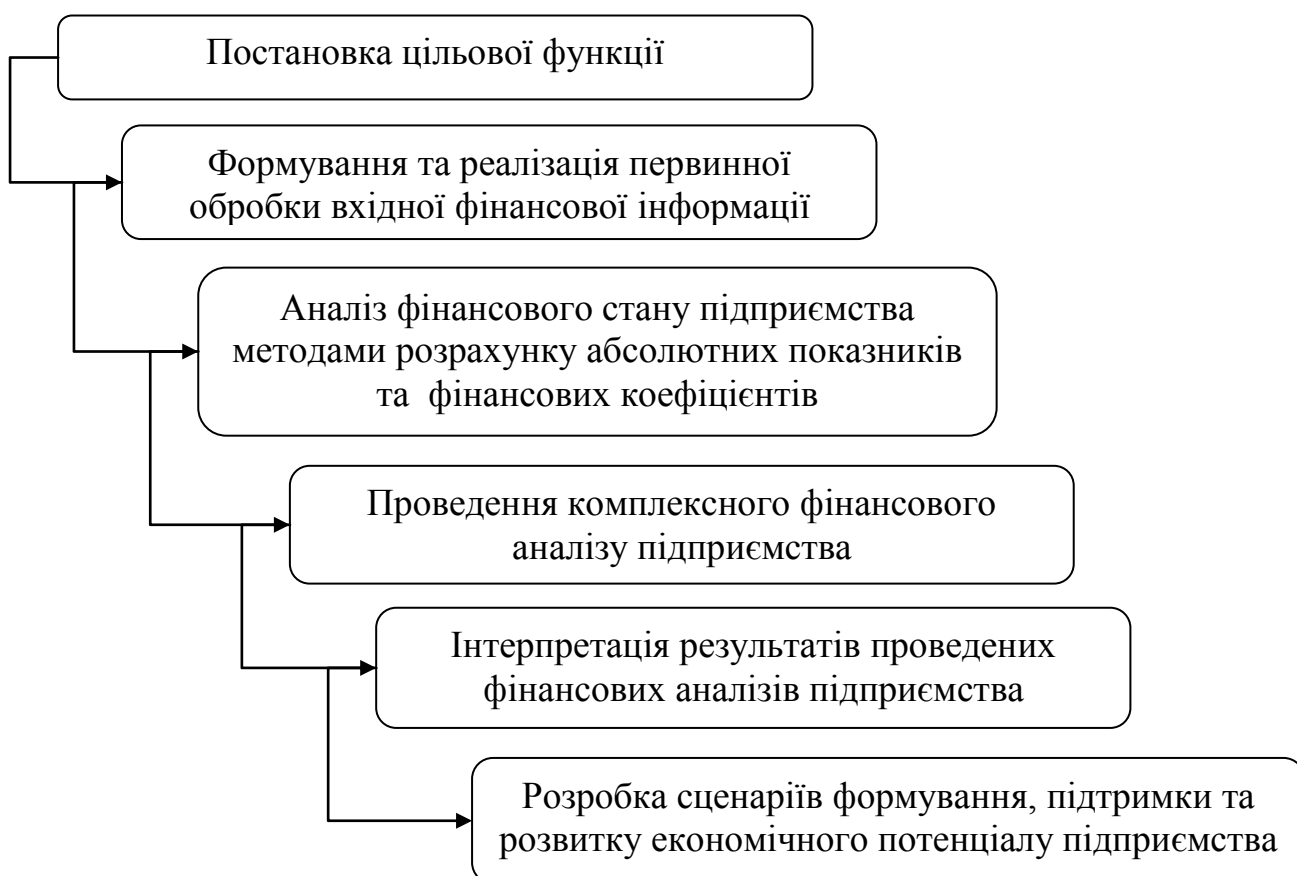 Постановка цільової функції
Формування та реалізація первинної
обробки вхідної фінансової інформації
Аналіз фінансового стану підприємства
методами розрахунку абсолютних показників
та фінансових коефіцієнтів
Проведення комплексного фінансового
аналізу підприємства
Інтерпретація результатів проведених
фінансових аналізів підприємства
Розробка сценаріїв формування, підтримки та
розвитку економічного потенціалу підприємства